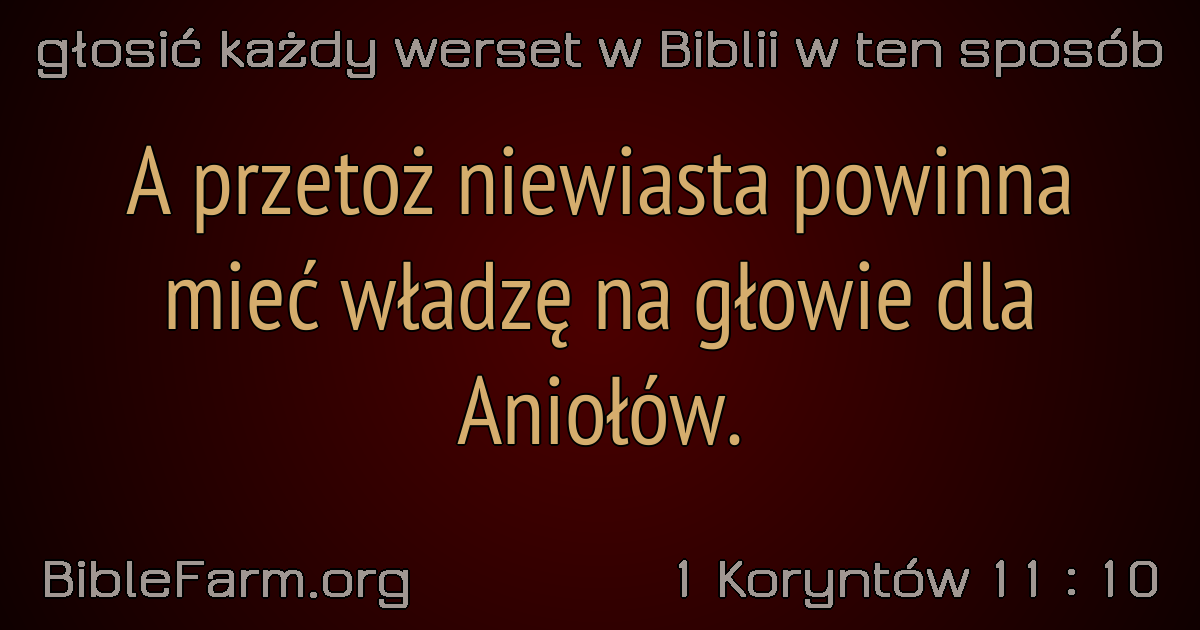 głosić każdy werset w Biblii w ten sposób
A przetoż niewiasta powinna
mieć władzę na głowie dla
Aniołów.
BibleFarm.org
1 Koryntów 11 : 10